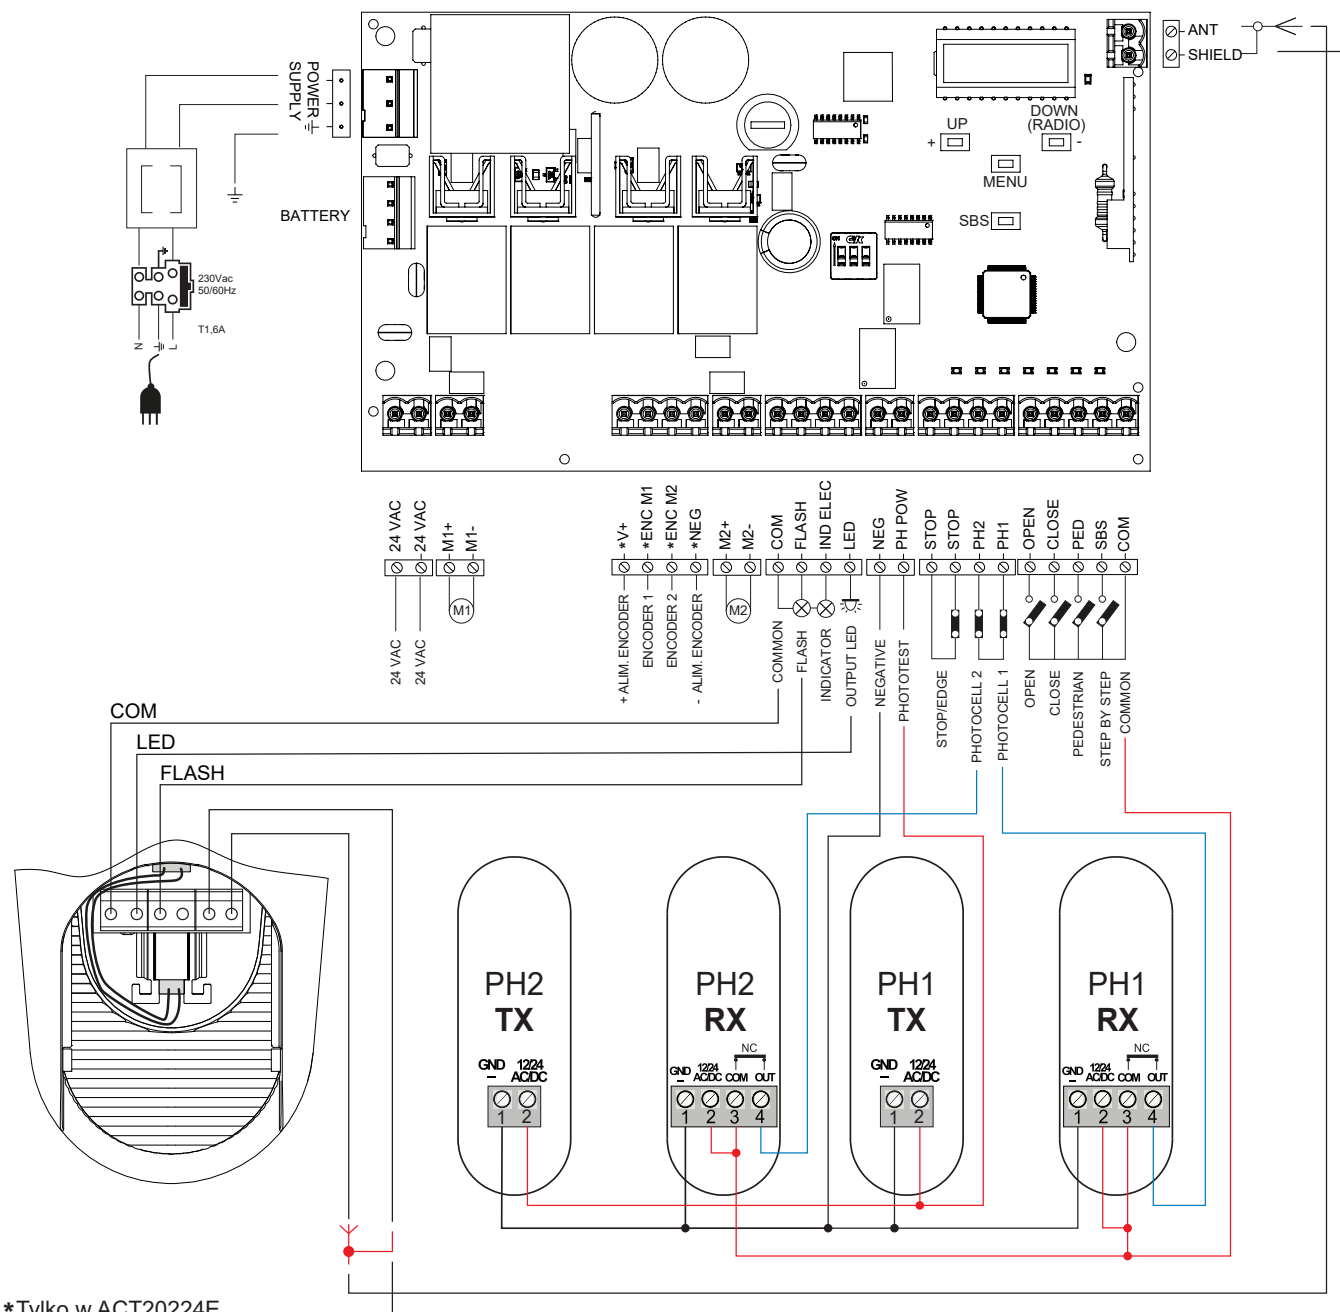 ANT
SHIELD
POWER
SUPPLY
UP
+
DOWN
(RADIO)
-
MENU
SBS
BATTERY
230Vac
50/60Hz
T1,6A
N
L
ON
24 VAC
24 VAC
M1+
M1-
*V+
*ENC M1
*ENC M2
*NEG
M2+
M2-
COM
FLASH
IND ELEC
LED
NEG
PH POW
STOP
STOP
PH2
PH1
OPEN
CLOSE
PED
SBS
COM
M1
M2
24 VAC
24 VAC
+ ALIM. ENCODER
ENCODER 1
ENCODER 2
- ALIM. ENCODER
COMMON
FLASH
INDICATOR
OUTPUT LED
NEGATIVE
PHOTOTEST
STOP/EDGE
PHOTOCELL 2
PHOTOCELL 1
OPEN
CLOSE
PEDESTRIAN
STEP BY STEP
COMMON
COM
LED
FLASH
PH2
TX
GND
-
12/24
AC/DC
1 2
PH2
RX
NC
GND
-
12/24
AC/DC
COM OUT
1 2 3 4
PH1
TX
GND
-
12/24
AC/DC
1 2
PH1
RX
NC
GND
-
12/24
AC/DC
COM OUT
1 2 3 4
*Tylko w ACT20224E